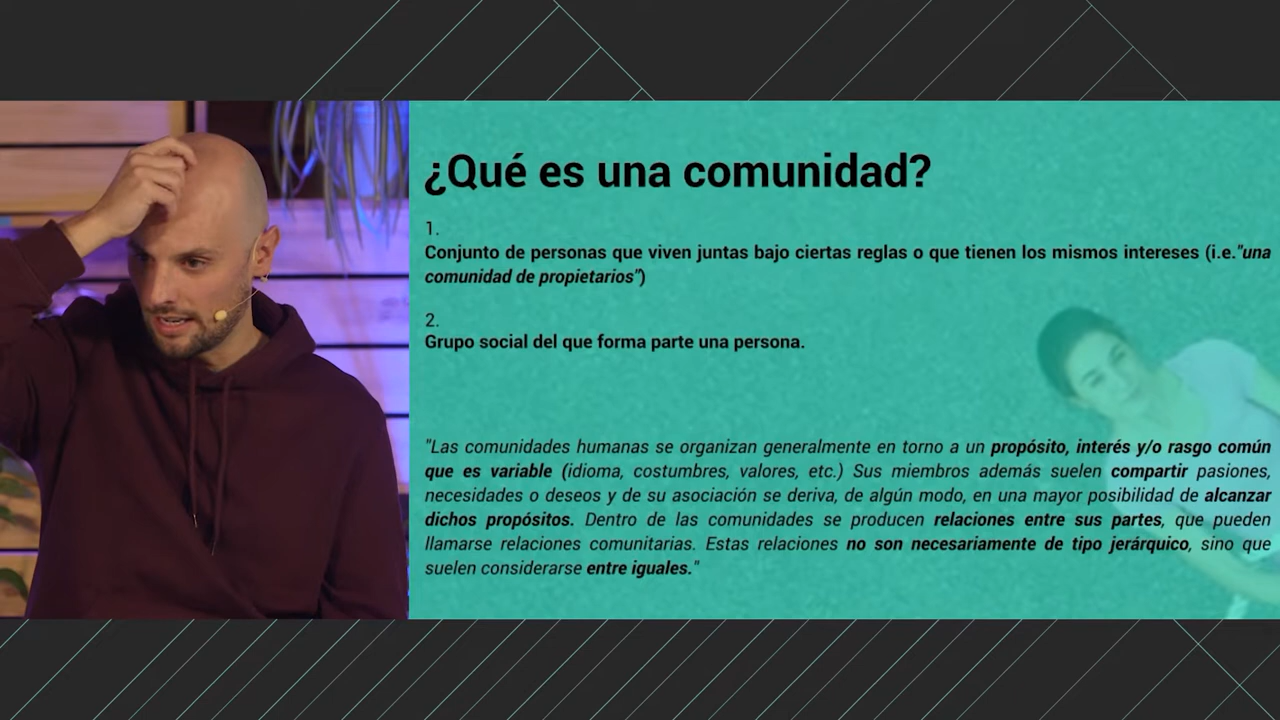 ¿Qué es una comunidad?
1.
Conjunto de personas que viven juntas bajo ciertas reglas o que tienen los mismos intereses (i.e."una
comunidad de propietarios")
2.
Grupo social del que forma parte una persona.
"Las comunidades humanas se organizan generalmente en torno a un propósito, interés y/o rasgo común
que es variable (idioma, costumbres, valores, etc.) Sus miembros además suelen compartir pasiones,
necesidades o deseos y de su asociación se deriva, de algún modo, en una mayor posibilidad de alcanzar
dichos propósitos. Dentro de las comunidades se producen relaciones entre sus partes, que pueden
llamarse relaciones comunitarias. Estas relaciones no son necesariamente de tipo jerárquico, sino que
suelen considerarse entre iguales."